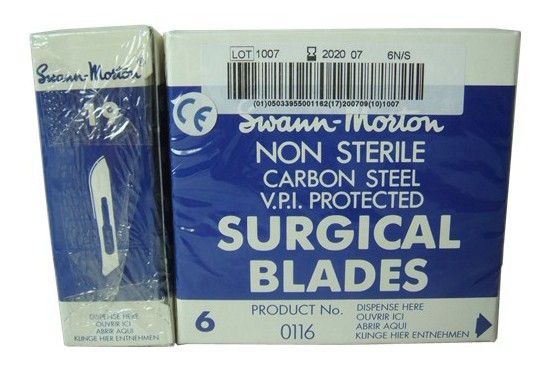 Swann-Morton®
19
DISPENSE HERE
OUVRIR ICI
ABRIR AQUI
KLINGE HIER ENTNEHMEN
LOT 1007
2020 07
6N/S
(01)05033955001162(17)200709(10)1007
CE
Swann-Morton
NON STERILE
CARBON STEEL
V.P.I. PROTECTED
SURGICAL
BLADES
6
PRODUCT No.
0116
DISPENSE HERE
OUVRIR ICI
ABRIR AQUI
KLINGE HIER ENTNEHMEN